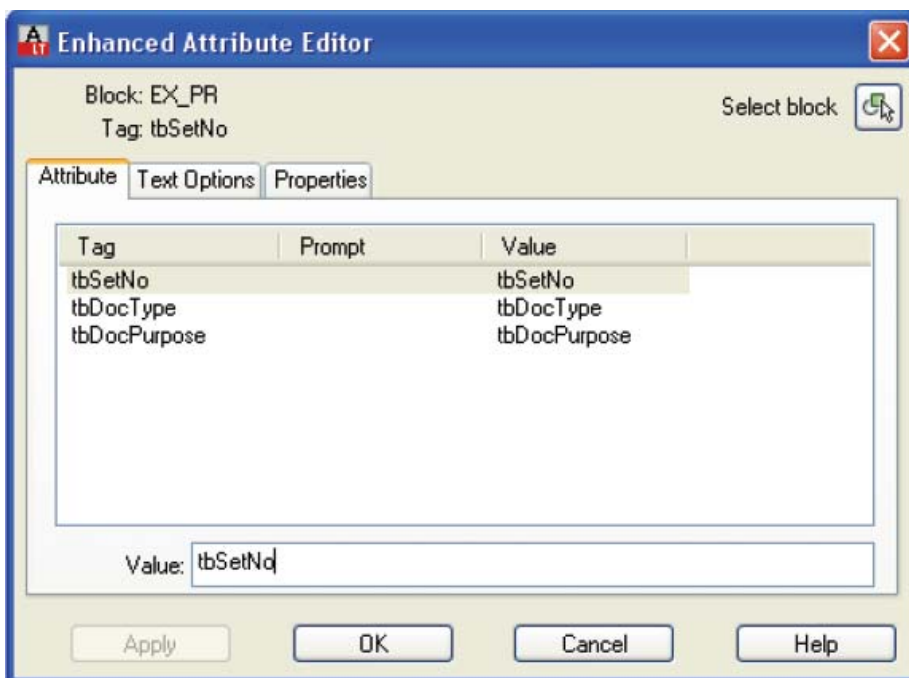 A LT Enhanced Attribute Editor
Block: EX_PR
Select block
Tag: tbSetNo
Attribute Text Options Properties
Tag Prompt Value
tbSetNo tbSetNo
tbDocType tbDocType
tbDocPurpose tbDocPurpose
Value: tbSetNo
Apply OK Cancel Help